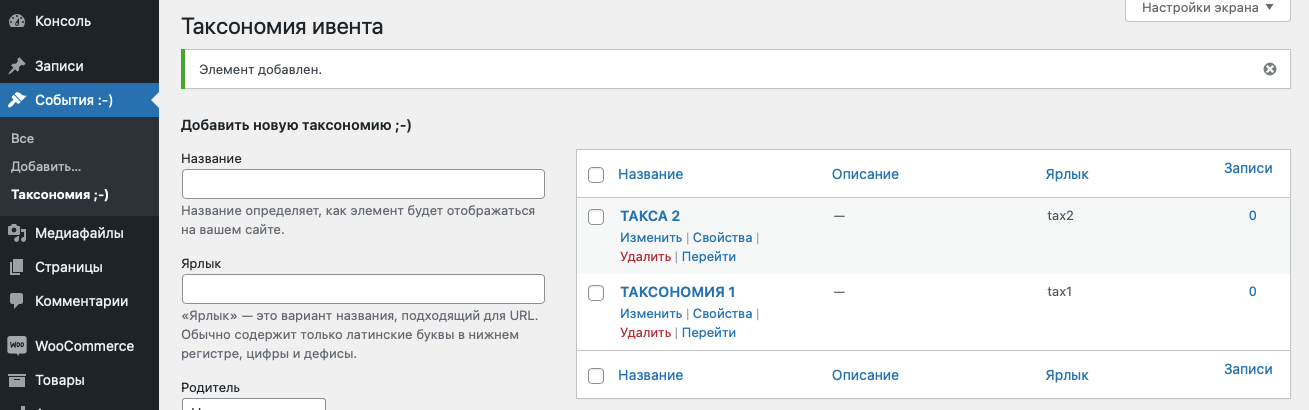 Консоль
Записи
События :-)
Все
Добавить...
Таксономия ;-)
Медиафайлы
Страницы
Комментарии
WooCommerce
Товары
Настройки экрана
Таксономия ивента
Элемент добавлен.
Добавить новую таксономию ;-)
Название
Название определяет, как элемент будет отображаться
на вашем сайте.
Ярлык
«Ярлык» — это вариант названия, подходящий для URL.
Обычно содержит только латинские буквы в нижнем
регистре, цифры и дефисы.
Родитель
Название Описание Ярлык Записи
ТАКСА 2 — tax2 0
Изменить | Свойства |
Удалить | Перейти
ТАКСОНОМИЯ 1 — tax1 0
Изменить | Свойства |
Удалить | Перейти
Название Описание Ярлык Записи